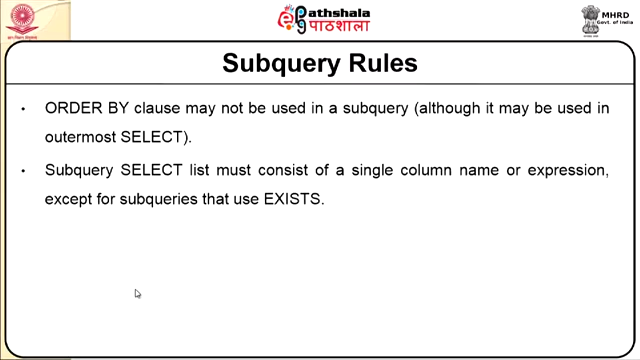 Pathshala
पाठशाला
MHRD
Govt. of India
Subquery Rules
• ORDER BY clause may not be used in a subquery (although it may be used in
outermost SELECT).
• Subquery SELECT list must consist of a single column name or expression,
except for subqueries that use EXISTS.